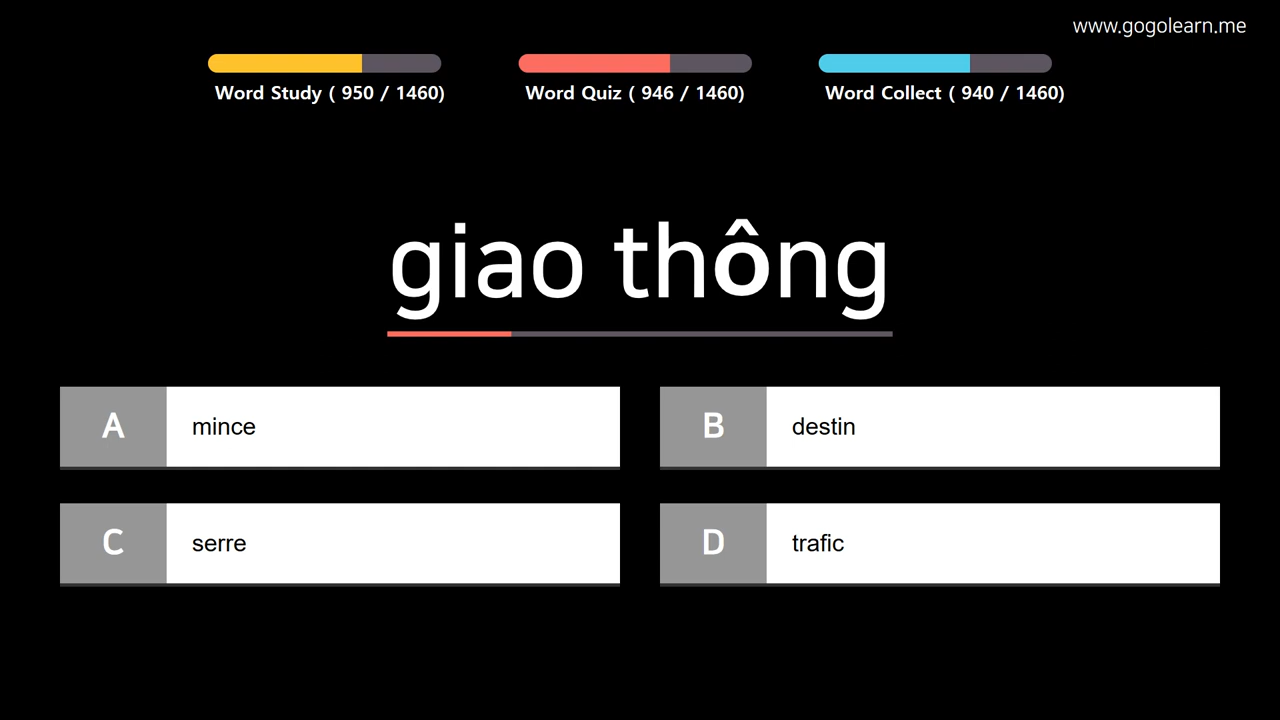 www.gogolearn.me
Word Study ( 950 / 1460)
Word Quiz ( 946 / 1460)
Word Collect ( 940 / 1460)
giao thông
A mince
B destin
C serre
D trafic